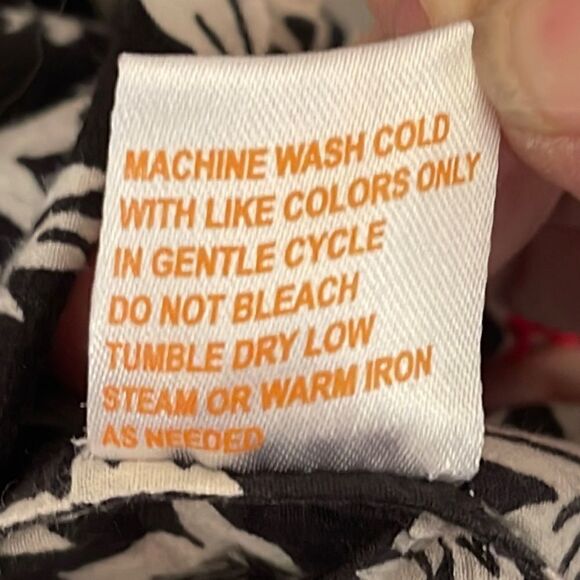 MACHINE WASH COLD
WITH LIKE COLORS ONLY
IN GENTLE CYCLE
DO NOT BLEACH
TUMBLE DRY LOW
STEAM OR WARM IRON
AS NEEDED